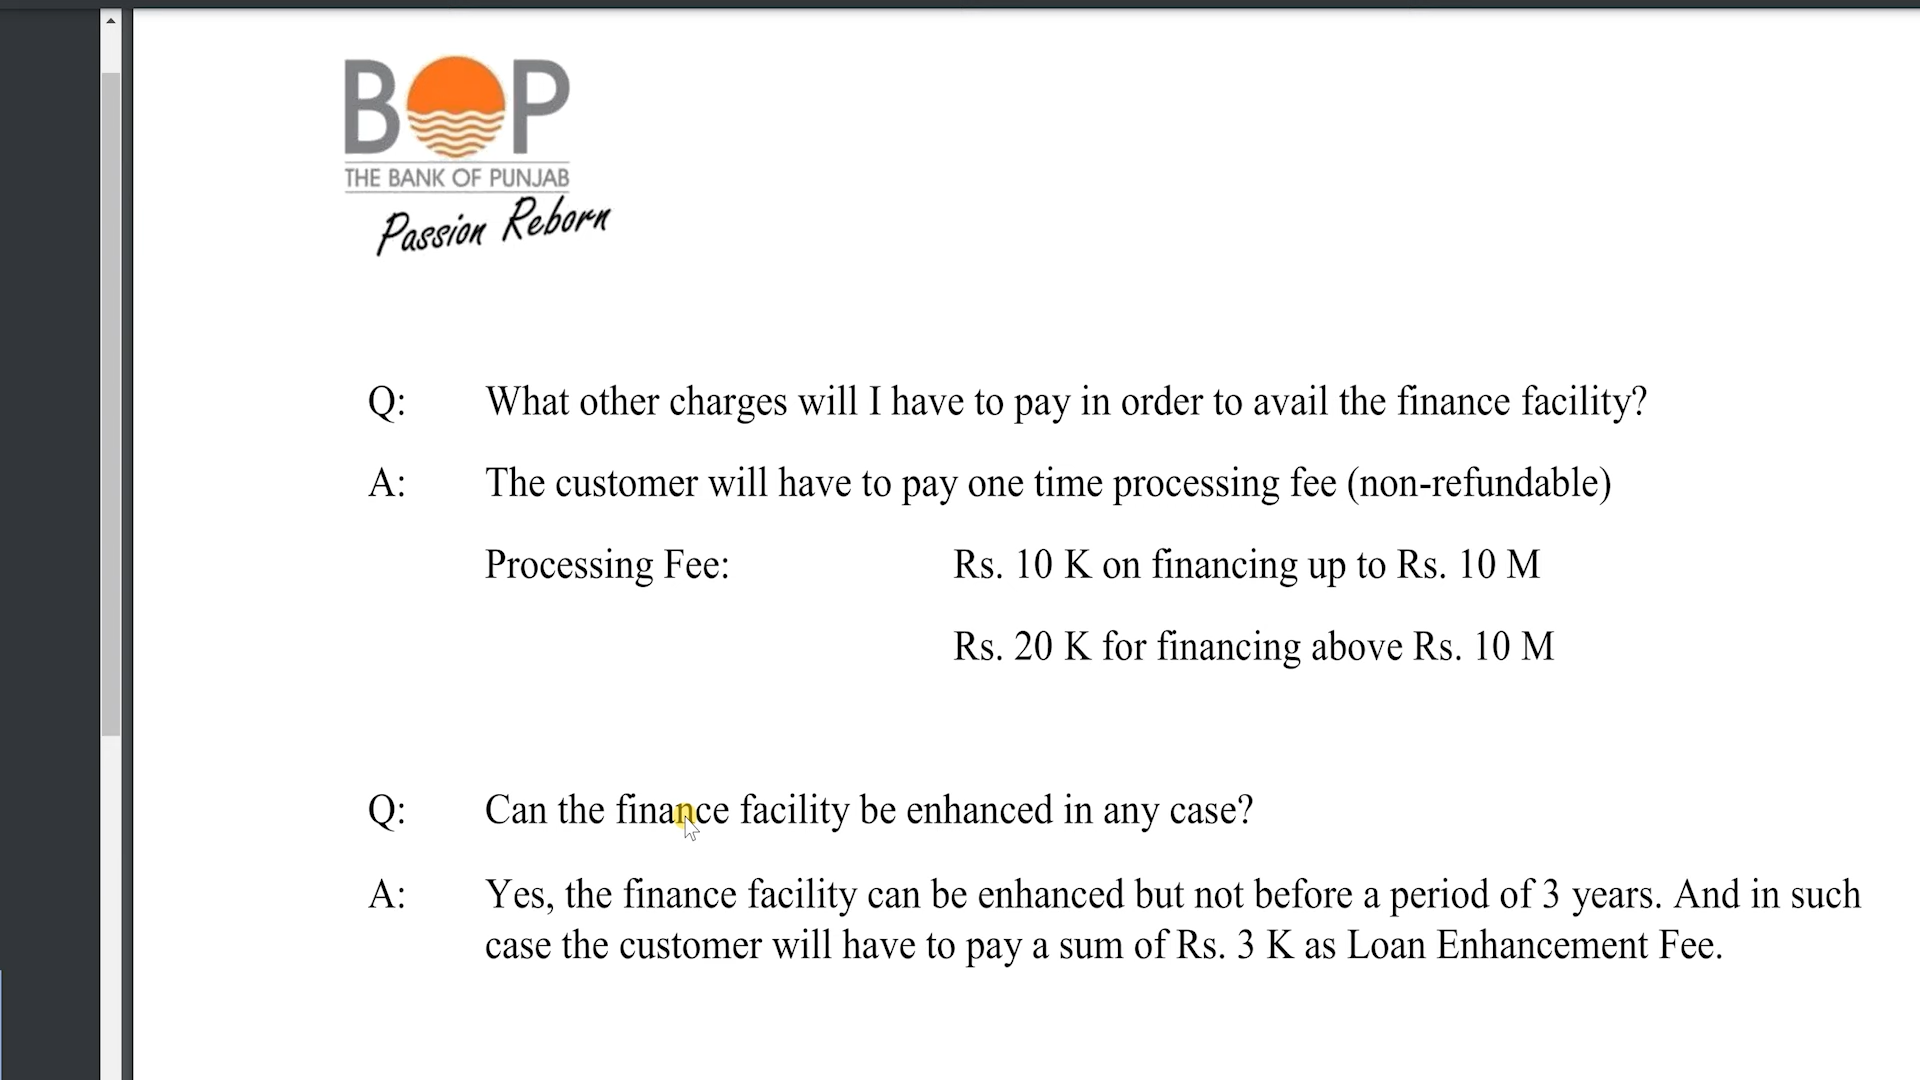 BOP
THE BANK OF PUNJAB
Passion Reborn
Q: What other charges will I have to pay in order to avail the finance facility?
A: The customer will have to pay one time processing fee (non-refundable)
Processing Fee: Rs. 10 K on financing up to Rs. 10 M
Rs. 20 K for financing above Rs. 10 M
Q: Can the finance facility be enhanced in any case?
A: Yes, the finance facility can be enhanced but not before a period of 3 years. And in such
case the customer will have to pay a sum of Rs. 3 K as Loan Enhancement Fee.